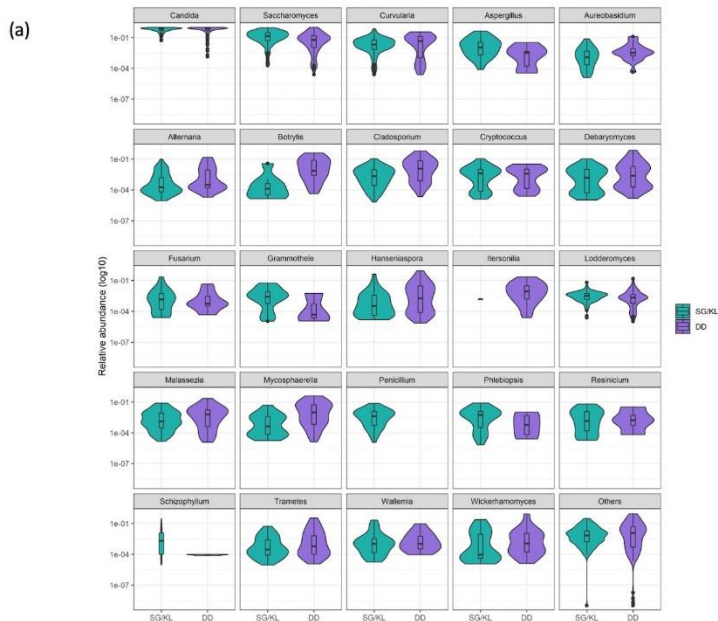 (a)
Candida Saccharomyces Curvularia Aspergillus Aureobasidium
1e-01
1e-04
1e-07
Alternaria Botrytis Cladosporium Cryptococcus Debaryomyces
1e-01
1e-04
1e-07
Fusarium Grammothele Hanseniaspora Itersonilia Lodderomyces
1e-01
1e-04
1e-07
Relative abundance (log10)
SG/KL
DD
Malassezia Mycosphaerella Penicillium Phlebiopsis Resinicium
1e-01
1e-04
1e-07
Schizophyllum Trametes Wallemia Wickerhamomyces Others
1e-01
1e-04
1e-07
SG/KL DD SG/KL DD SG/KL DD SG/KL DD SG/KL DD